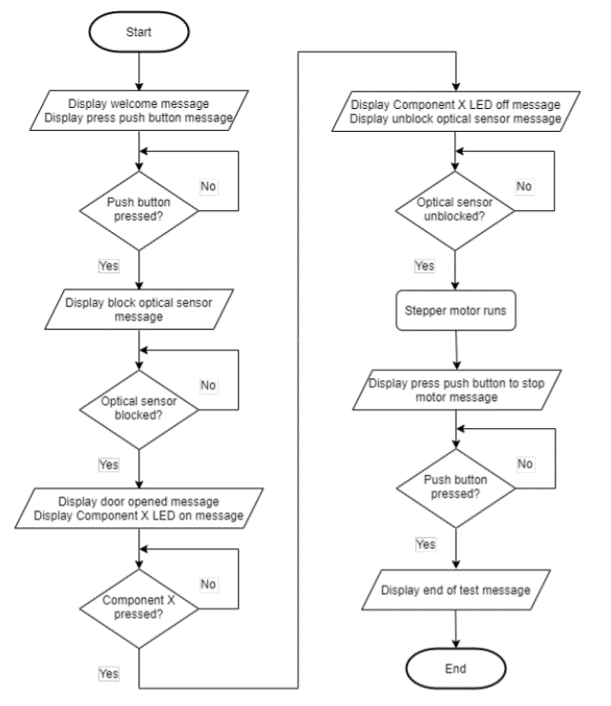 Start
Display welcome message
Display press push button message
No
Push button
pressed?
Yes
Display block optical sensor
message
No
Optical sensor
blocked?
Yes
Display door opened message
Display Component X LED on message
No
Component X
pressed?
Yes
Display Component X LED off message
Display unblock optical sensor message
No
Optical sensor
unblocked?
Yes
Stepper motor runs
Display press push button to stop
motor message
No
Push button
pressed?
Yes
Display end of test message
End